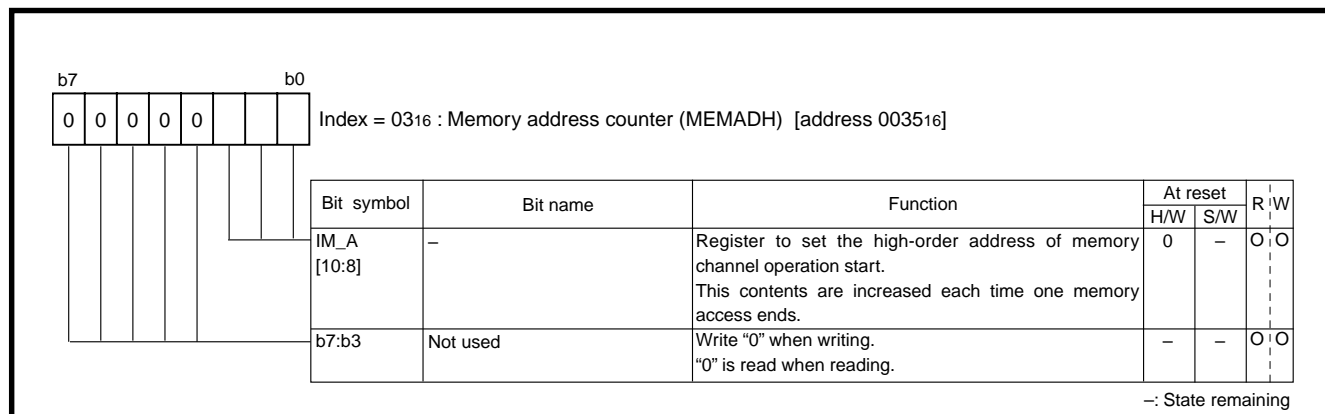 b7 b0
0 0 0 0 0
Index = 0316 : Memory address counter (MEMADH) [address 003516]
Bit symbol Bit name Function At reset R W
H/W S/W
IM_A – Register to set the high-order address of memory 0 – O O
[10:8] channel operation start.
This contents are increased each time one memory
access ends.
b7:b3 Not used Write “0” when writing. – – O O
“0” is read when reading.
–: State remaining